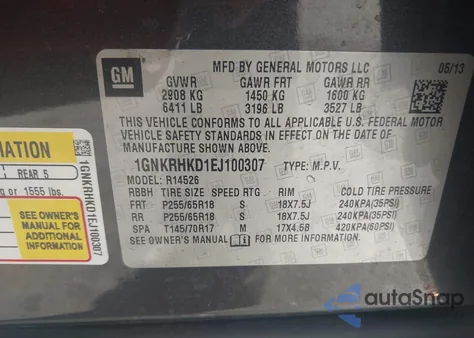 GM
MFD BY GENERAL MOTORS LLC 05/13
GVWR GAWR FRT GAWR RR
2908 KG 1450 KG 1600 KG
6411 LB 3196 LB 3527 LB
THIS VEHICLE CONFORMS TO ALL APPLICABLE U.S. FEDERAL MOTOR
VEHICLE SAFETY STANDARDS IN EFFECT ON THE DATE OF
MANUFACTURE SHOWN ABOVE.
1GNKRHKD1EJ100307 TYPE: M.P.V.
MODEL: R14526
RBBH TIRE SIZE SPEED RTG RIM COLD TIRE PRESSURE
FRT P255/65R18 S 18X7.5J 240KPA(35PSI)
RR P255/65R18 S 18X7.5J 240KPA(35PSI)
SPA T145/70R17 M 17X4.5B 420KPA(60PSI)
SEE OWNER'S MANUAL FOR MORE INFORMATION.
REAR 5
or 1555 lbs.
SEE OWNER'S
MANUAL FOR
1GNKRHKD1EJ100307
autoSnap